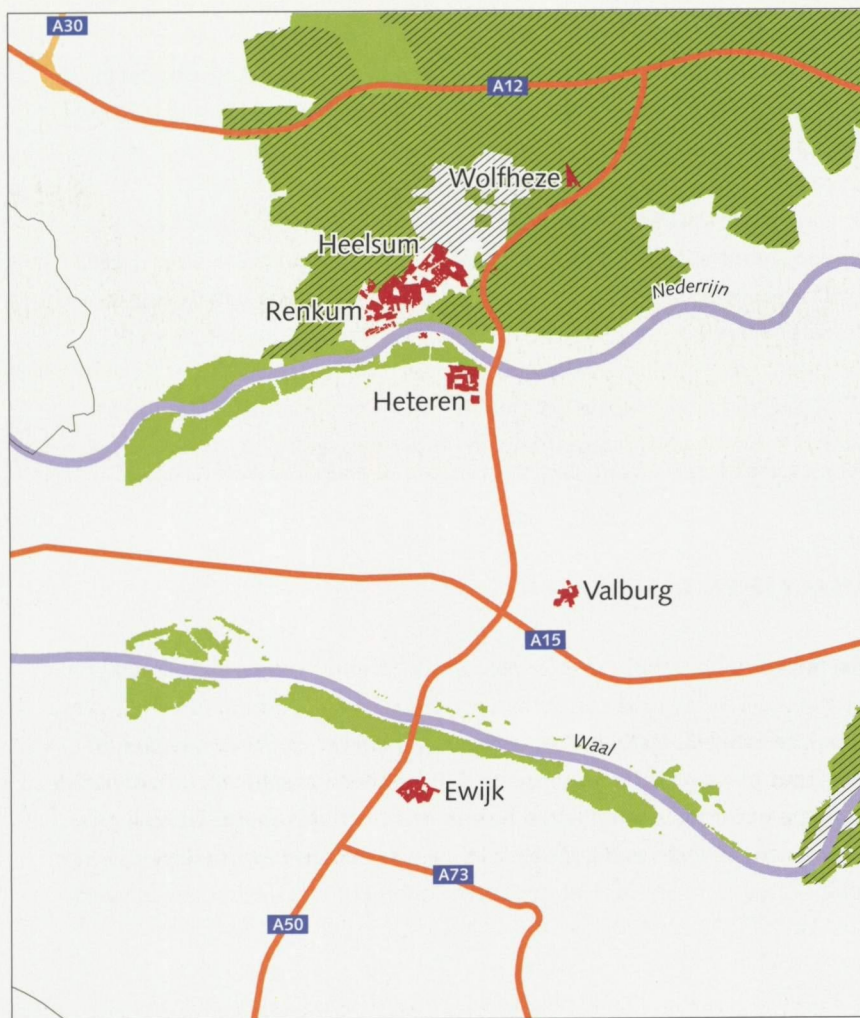 A30
A12
Wolfheze
Heelsum
Nederrijn
Renkum
Heteren
Valburg
A15
Waal
Ewijk
A73
A50